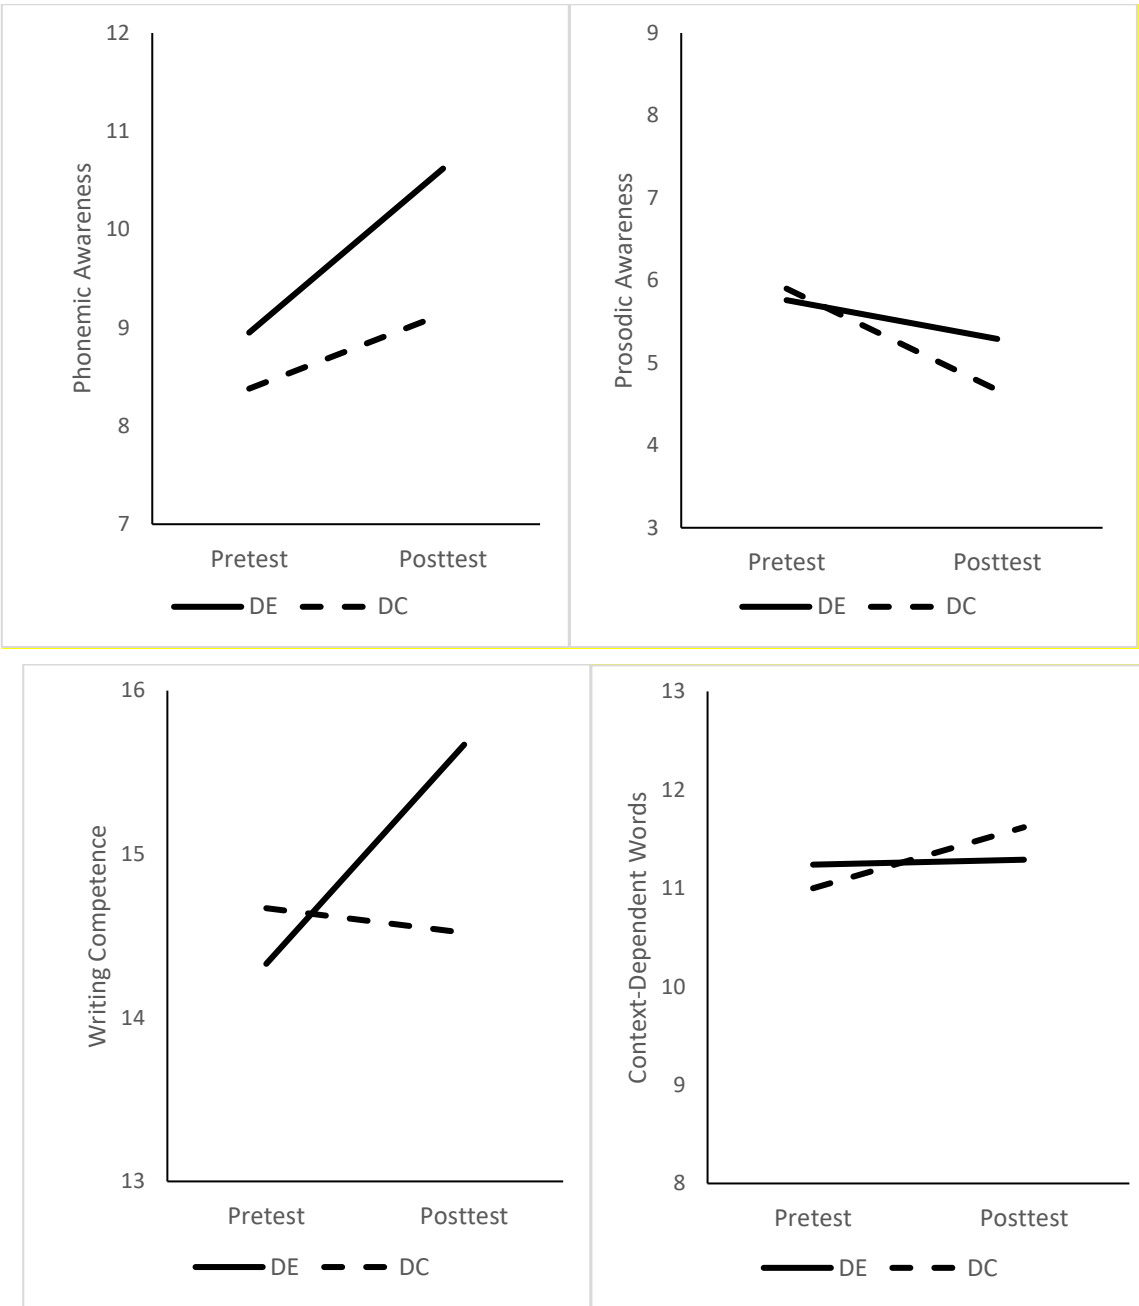 12
11
10
9
8
7
Phonemic Awareness
Pretest Posttest
DE DC
9
8
7
6
5
4
3
Prosodic Awareness
Pretest Posttest
DE DC
16
15
14
13
Writing Competence
Pretest Posttest
DE DC
13
12
11
10
9
8
Context-Dependent Words
Pretest Posttest
DE DC